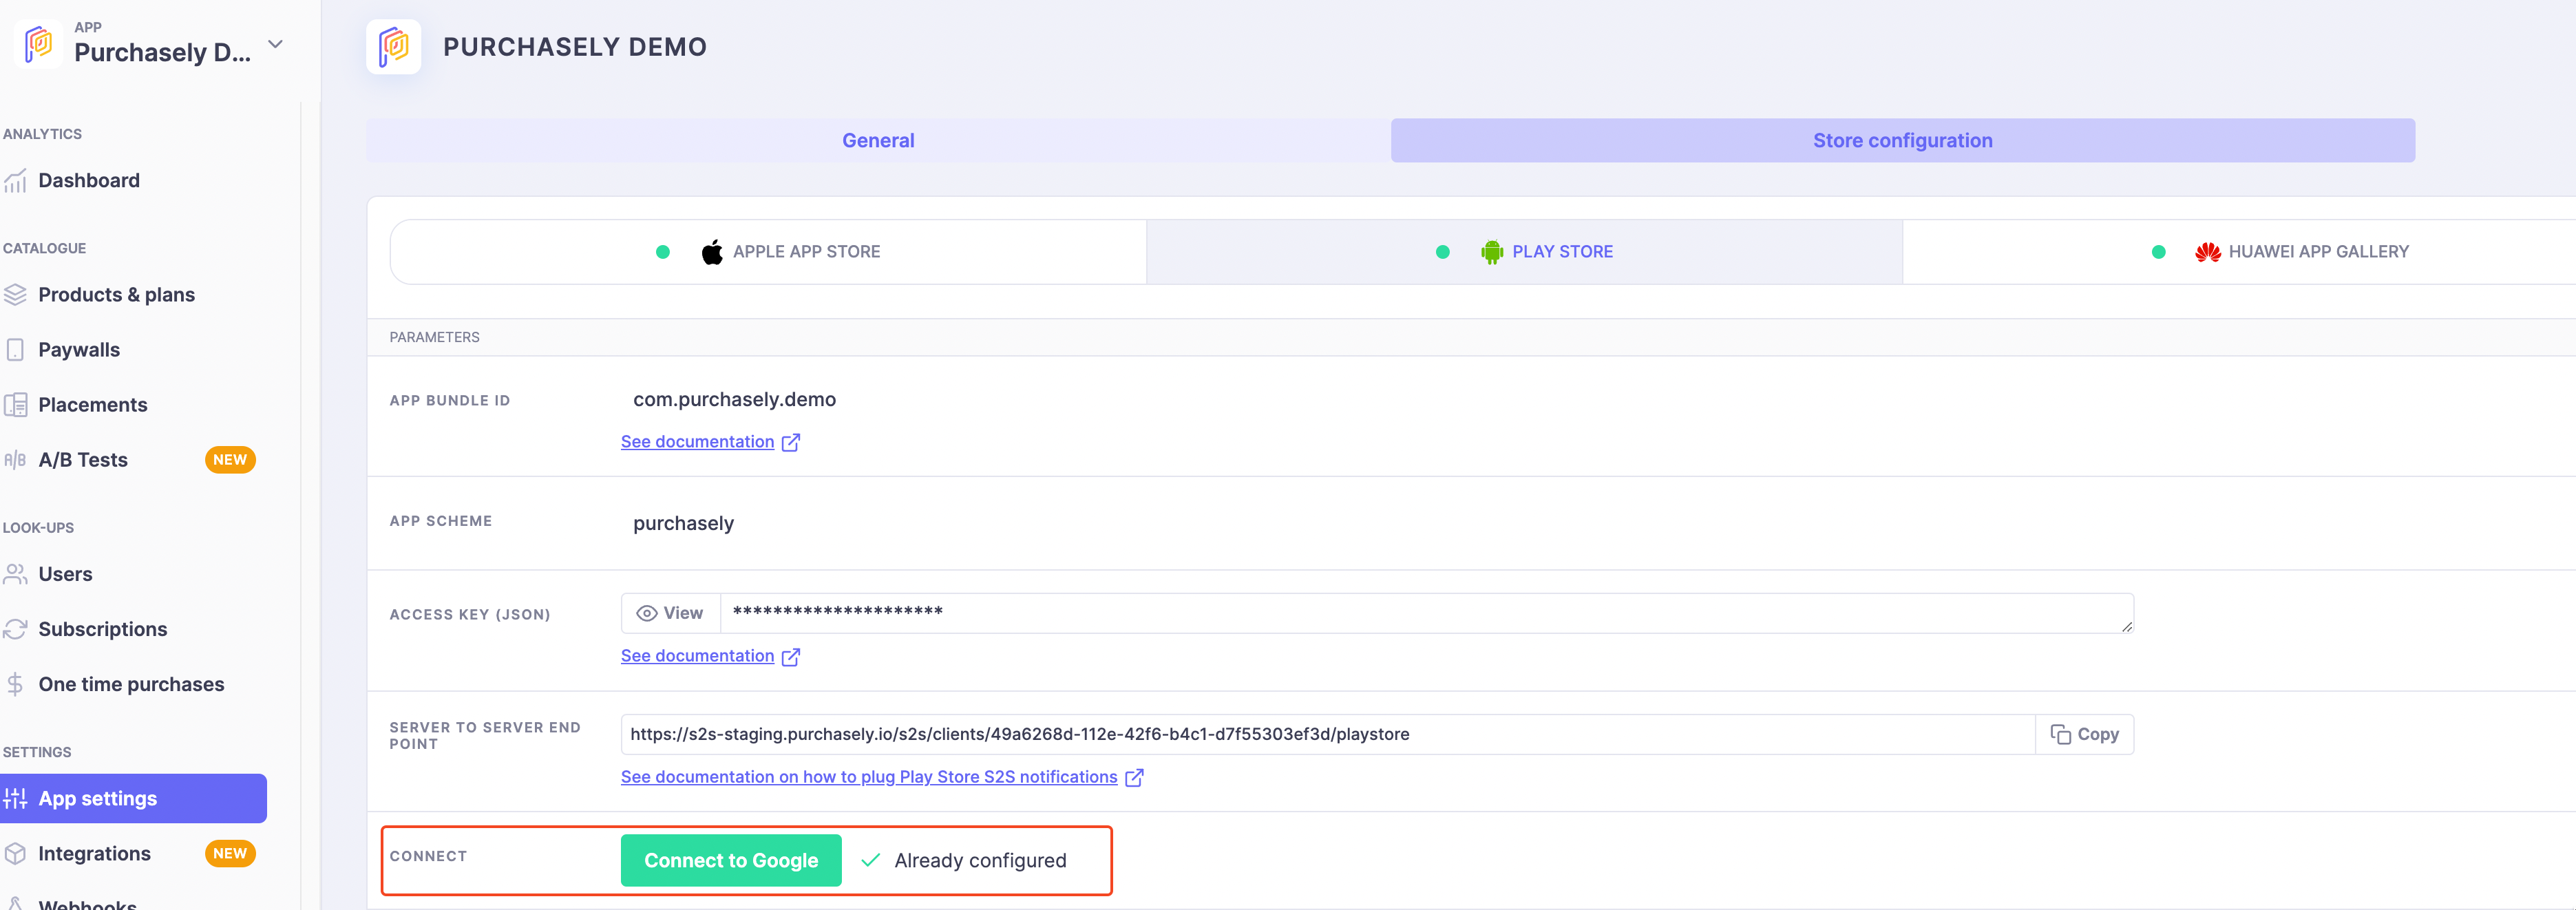 APP
Purchasely D...
ANALYTICS
Dashboard
CATALOGUE
Products & plans
Paywalls
Placements
A/B
A/B Tests
NEW
LOOK-UPS
Users
Subscriptions
One time purchases
SETTINGS
App settings
Integrations
NEW
Webhooks
PURCHASELY DEMO
General
Store configuration
APPLE APP STORE
PLAY STORE
HUAWEI APP GALLERY
PARAMETERS
APP BUNDLE ID
com.purchasely.demo
See documentation
APP SCHEME
purchasely
ACCESS KEY (JSON)
View
*********************
See documentation
SERVER TO SERVER END
POINT
https://s2s-staging.purchasely.io/s2s/clients/49a6268d-112e-42f6-b4c1-d7f55303ef3d/playstore
Copy
See documentation on how to plug Play Store S2S notifications
CONNECT
Connect to Google
Already configured